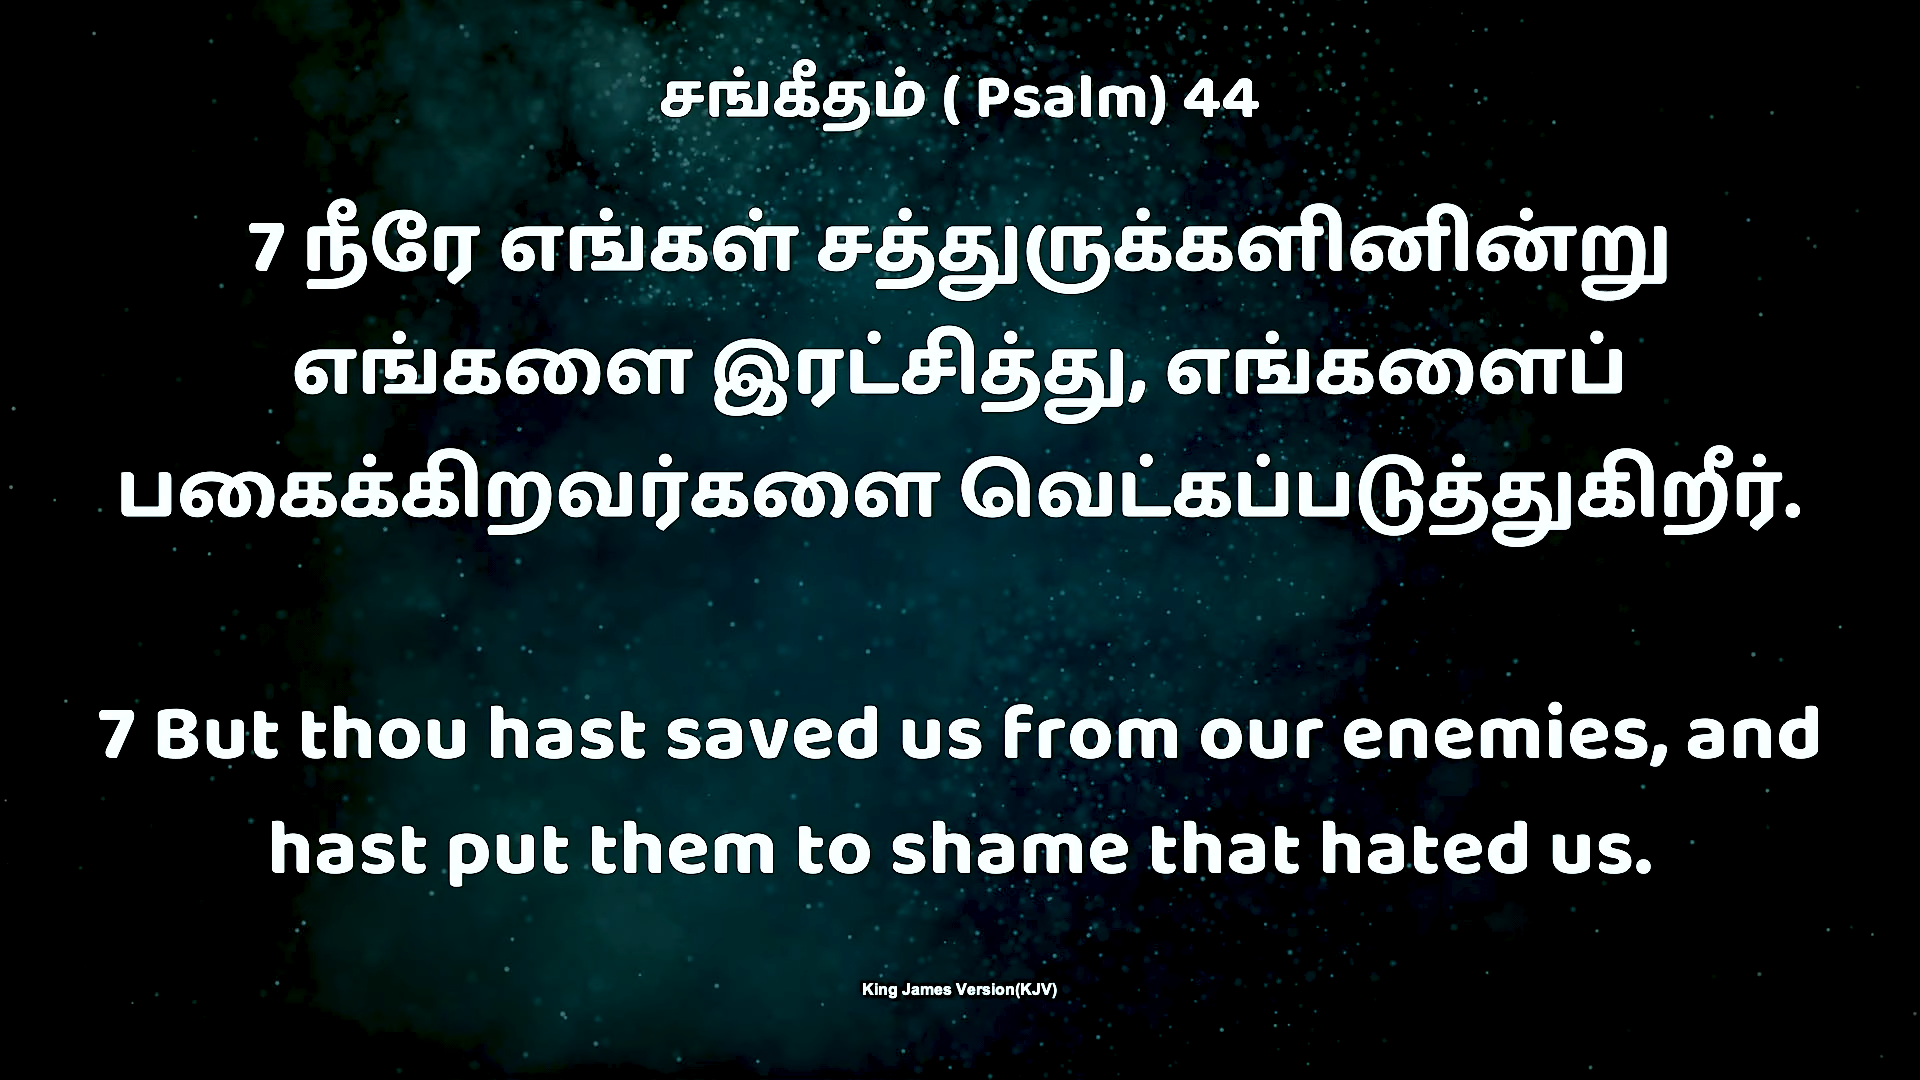 சங்கீதம் ( Psalm) 44
7 நீரே எங்கள் சத்துருக்களினின்று
எங்களை இரட்சித்து, எங்களைப்
பகைக்கிறவர்களை வெட்கப்படுத்துகிறீர்.
7 But thou hast saved us from our enemies, and
hast put them to shame that hated us.
King James Version(KJV)